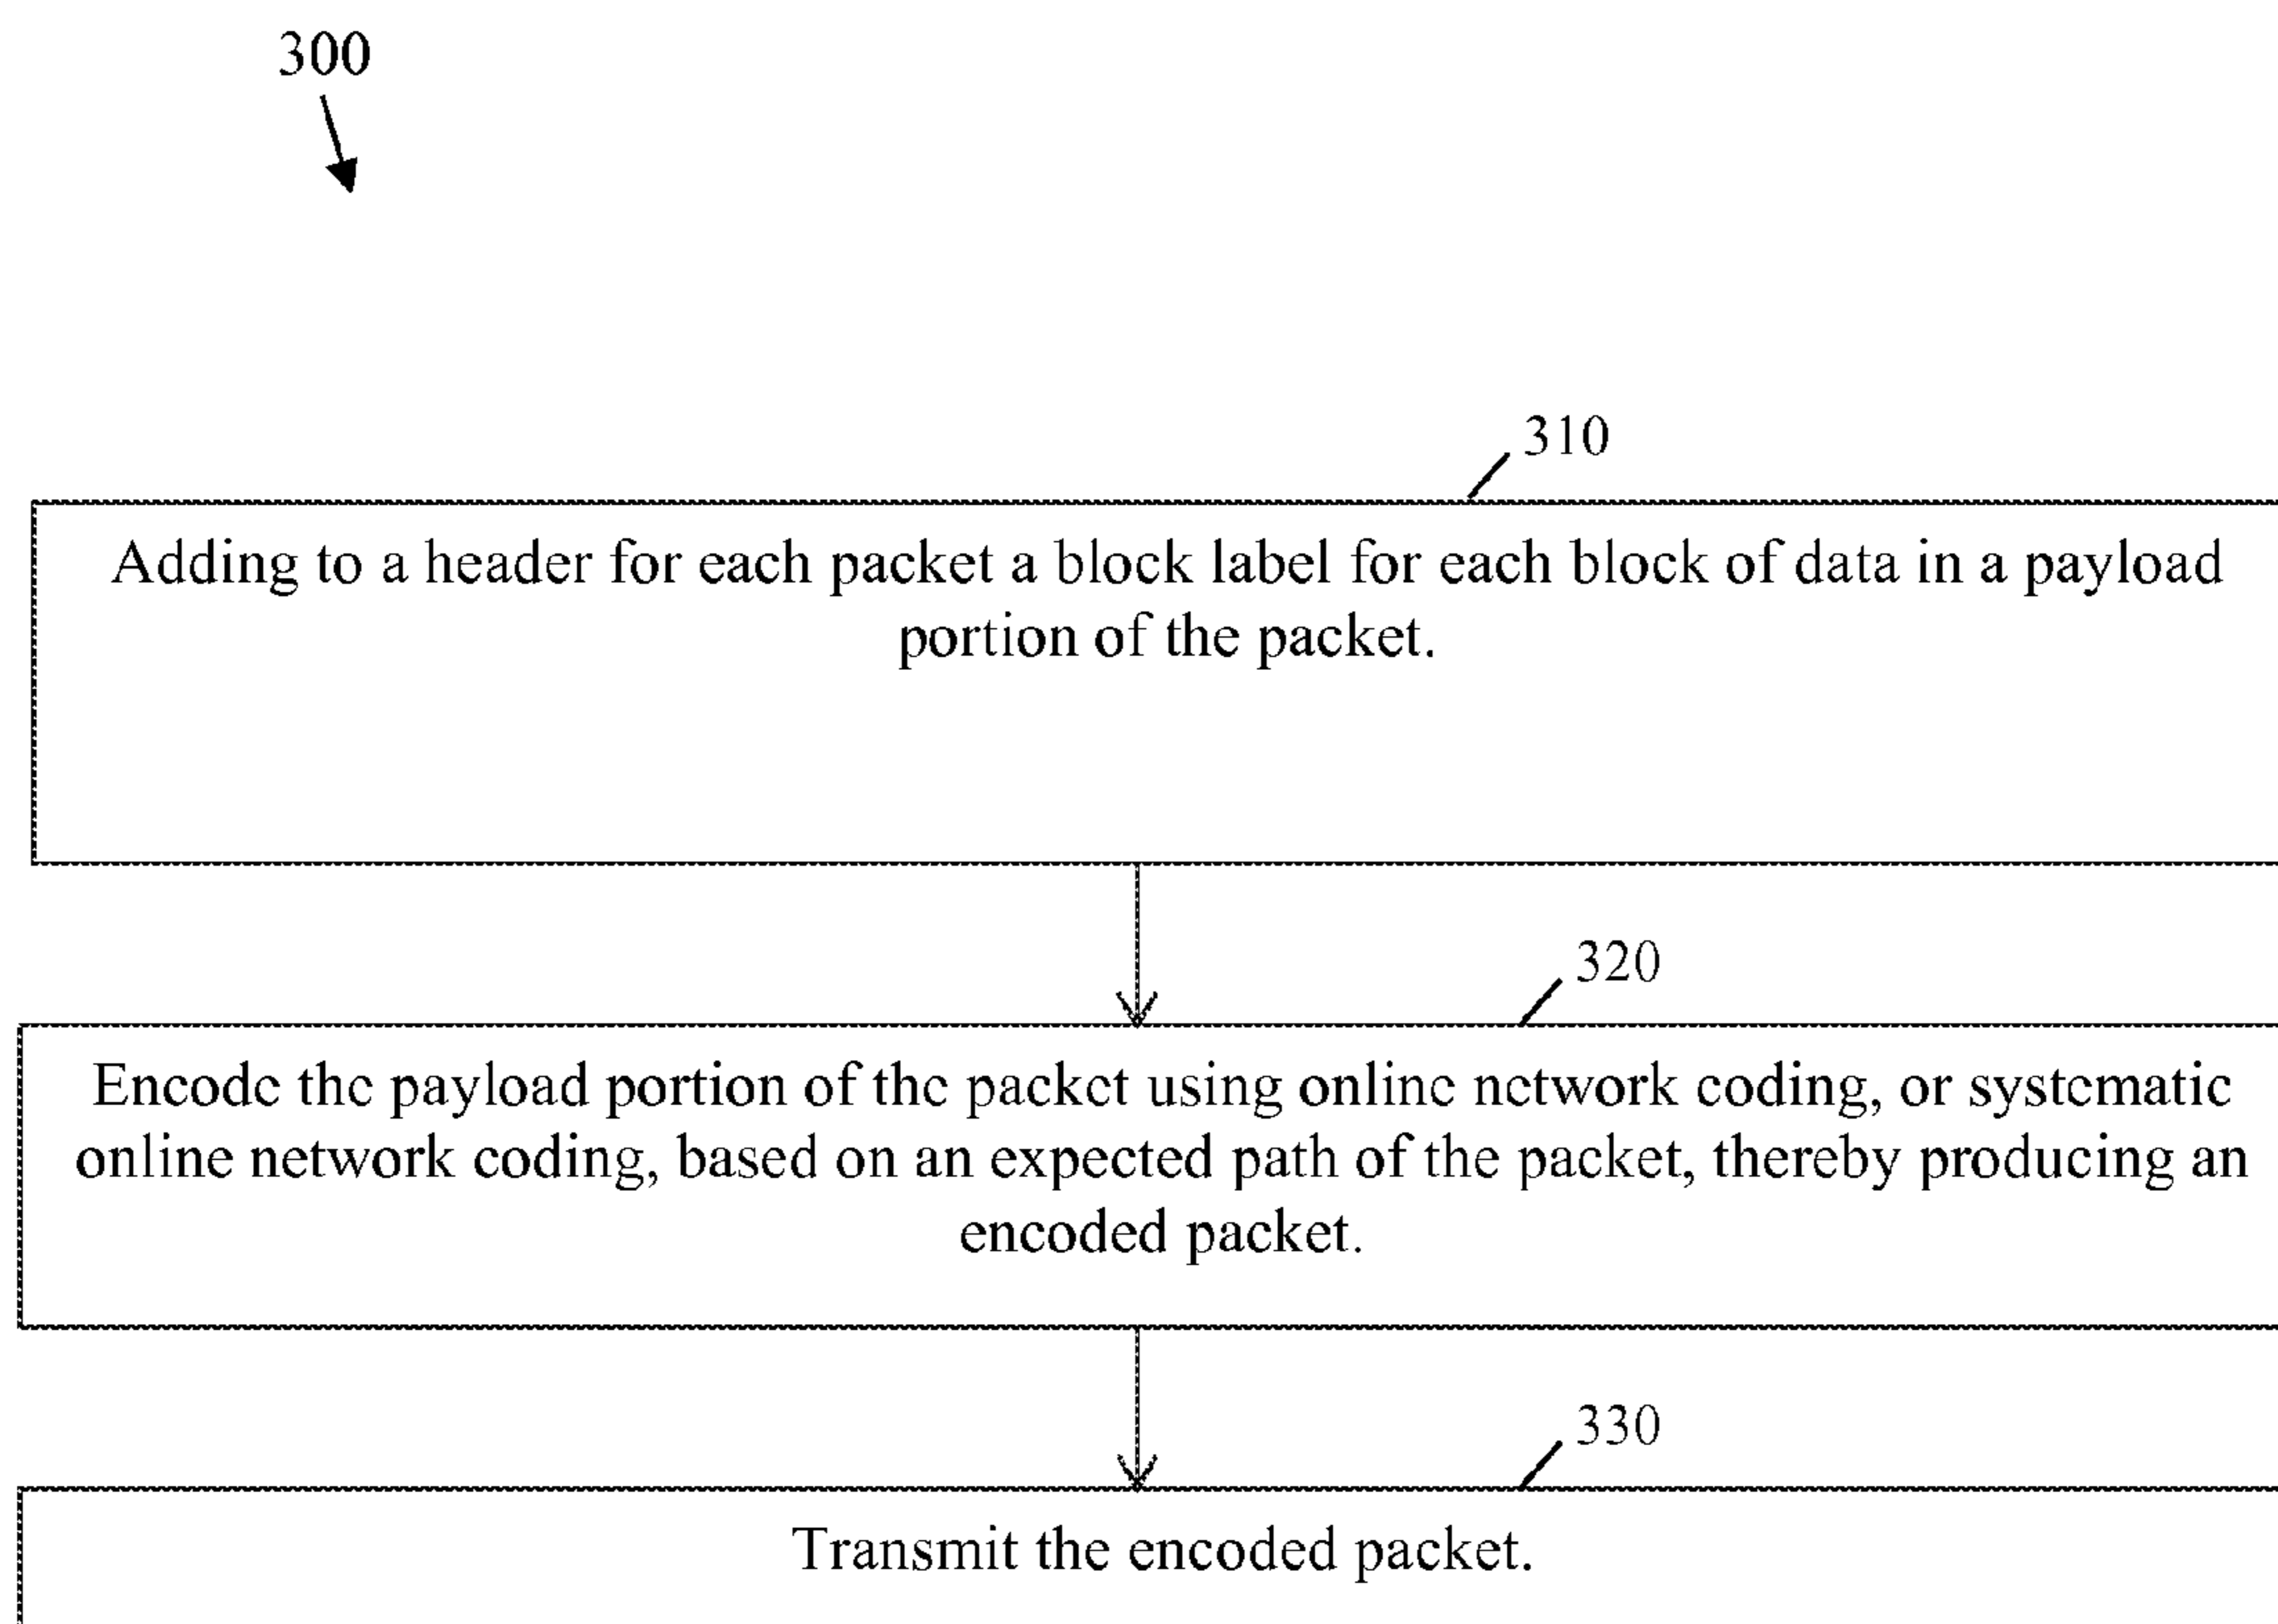 300
310
Adding to a header for each packet a block label for each block of data in a payload
portion of the packet.
320
Encode the payload portion of the packet using online network coding, or systematic
online network coding, based on an expected path of the packet, thereby producing an
encoded packet.
330
Transmit the encoded packet.